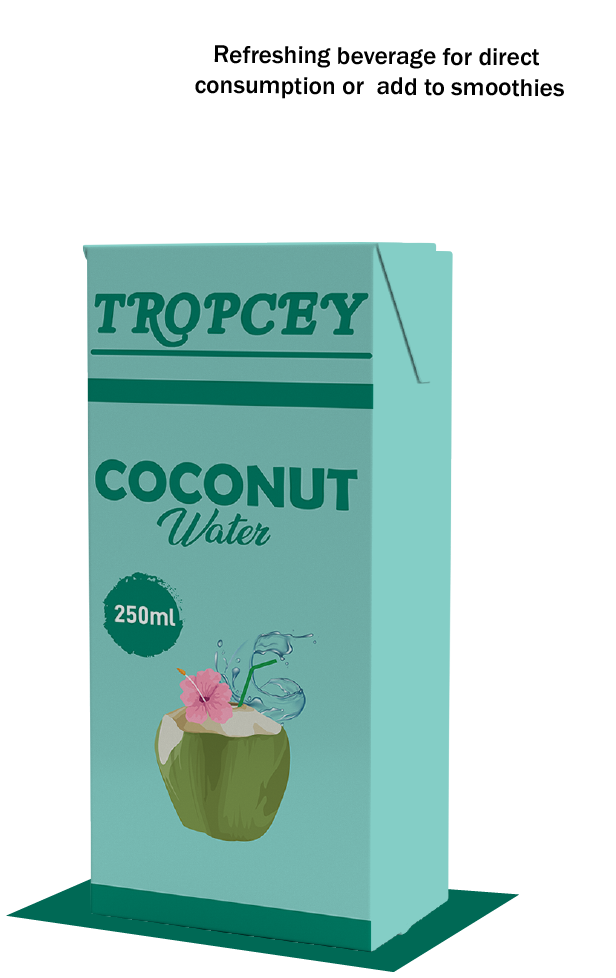 Refreshing beverage for direct
consumption or add to smoothies
TROPCEY
COCONUT
Water
250ml